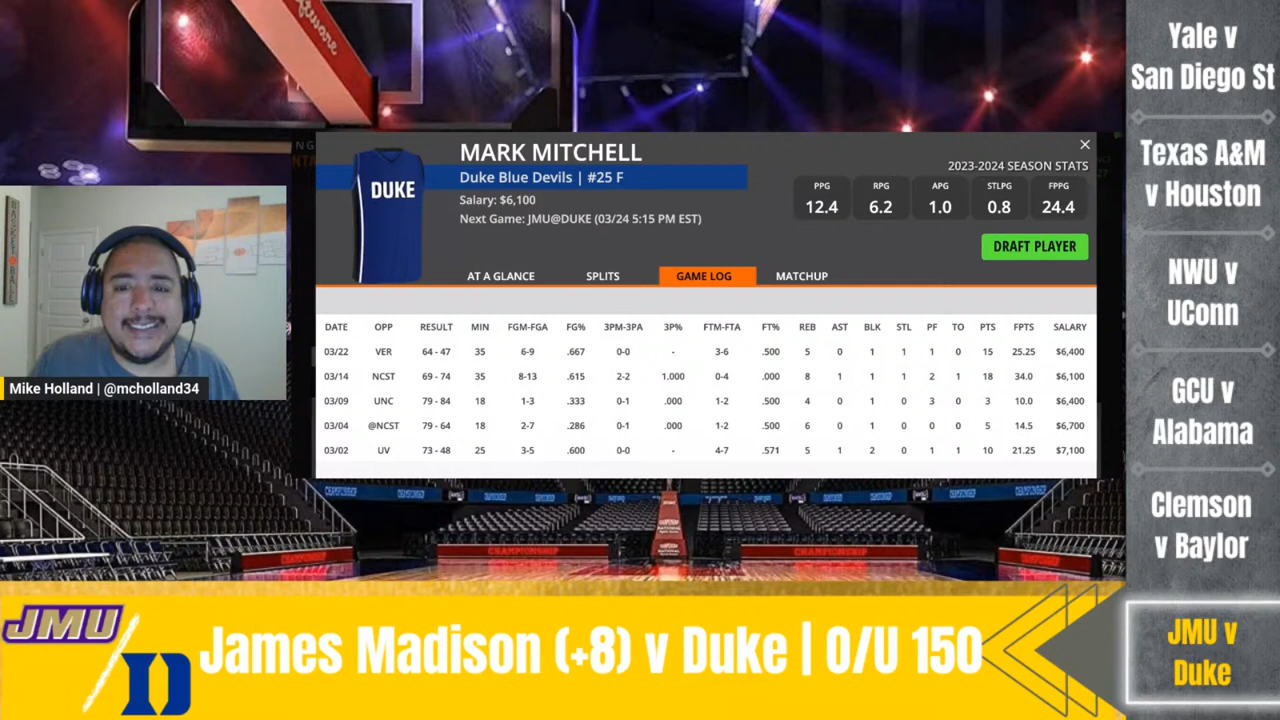 Yale v
San Diego St
Texas A&M
v Houston
NWU v
UConn
GCU v
Alabama
Clemson
v Baylor
JMU v
Duke
MARK MITCHELL
Duke Blue Devils | #25 F
Salary: $6,100
Next Game: JMU@DUKE (03/24 5:15 PM EST)
DUKE
2023-2024 SEASON STATS
PPG RPG APG STLPG FPPG
12.4 6.2 1.0 0.8 24.4
DRAFT PLAYER
AT A GLANCE SPLITS GAME LOG MATCHUP
DATE OPP RESULT MIN FGM-FGA FG% 3PM-3PA 3P% FTM-FTA FT% REB AST BLK STL PF TO PTS FPTS SALARY
03/22 VER 64 - 47 35 6-9 .667 0-0 - 3-6 .500 5 0 1 1 1 0 15 25.25 $6,400
03/14 NCST 69 - 74 35 8-13 .615 2-2 1.000 0-4 .000 8 1 1 1 2 1 18 34.0 $6,100
03/09 UNC 79 - 84 18 1-3 .333 0-1 .000 1-2 .500 4 0 1 0 3 0 3 10.0 $6,400
03/04 @NCST 79 - 64 18 2-7 .286 0-1 .000 1-2 .500 6 0 1 0 0 0 5 14.5 $6,700
03/02 UV 73 - 48 25 3-5 .600 0-0 - 4-7 .571 5 1 2 0 1 1 10 21.25 $7,100
Mike Holland | @mcholland34
CHAMPIONSHIP
CHAMPIONSHIP
CHAMPIONSHIP
JMU
D
James Madison (+8) v Duke | O/U 150